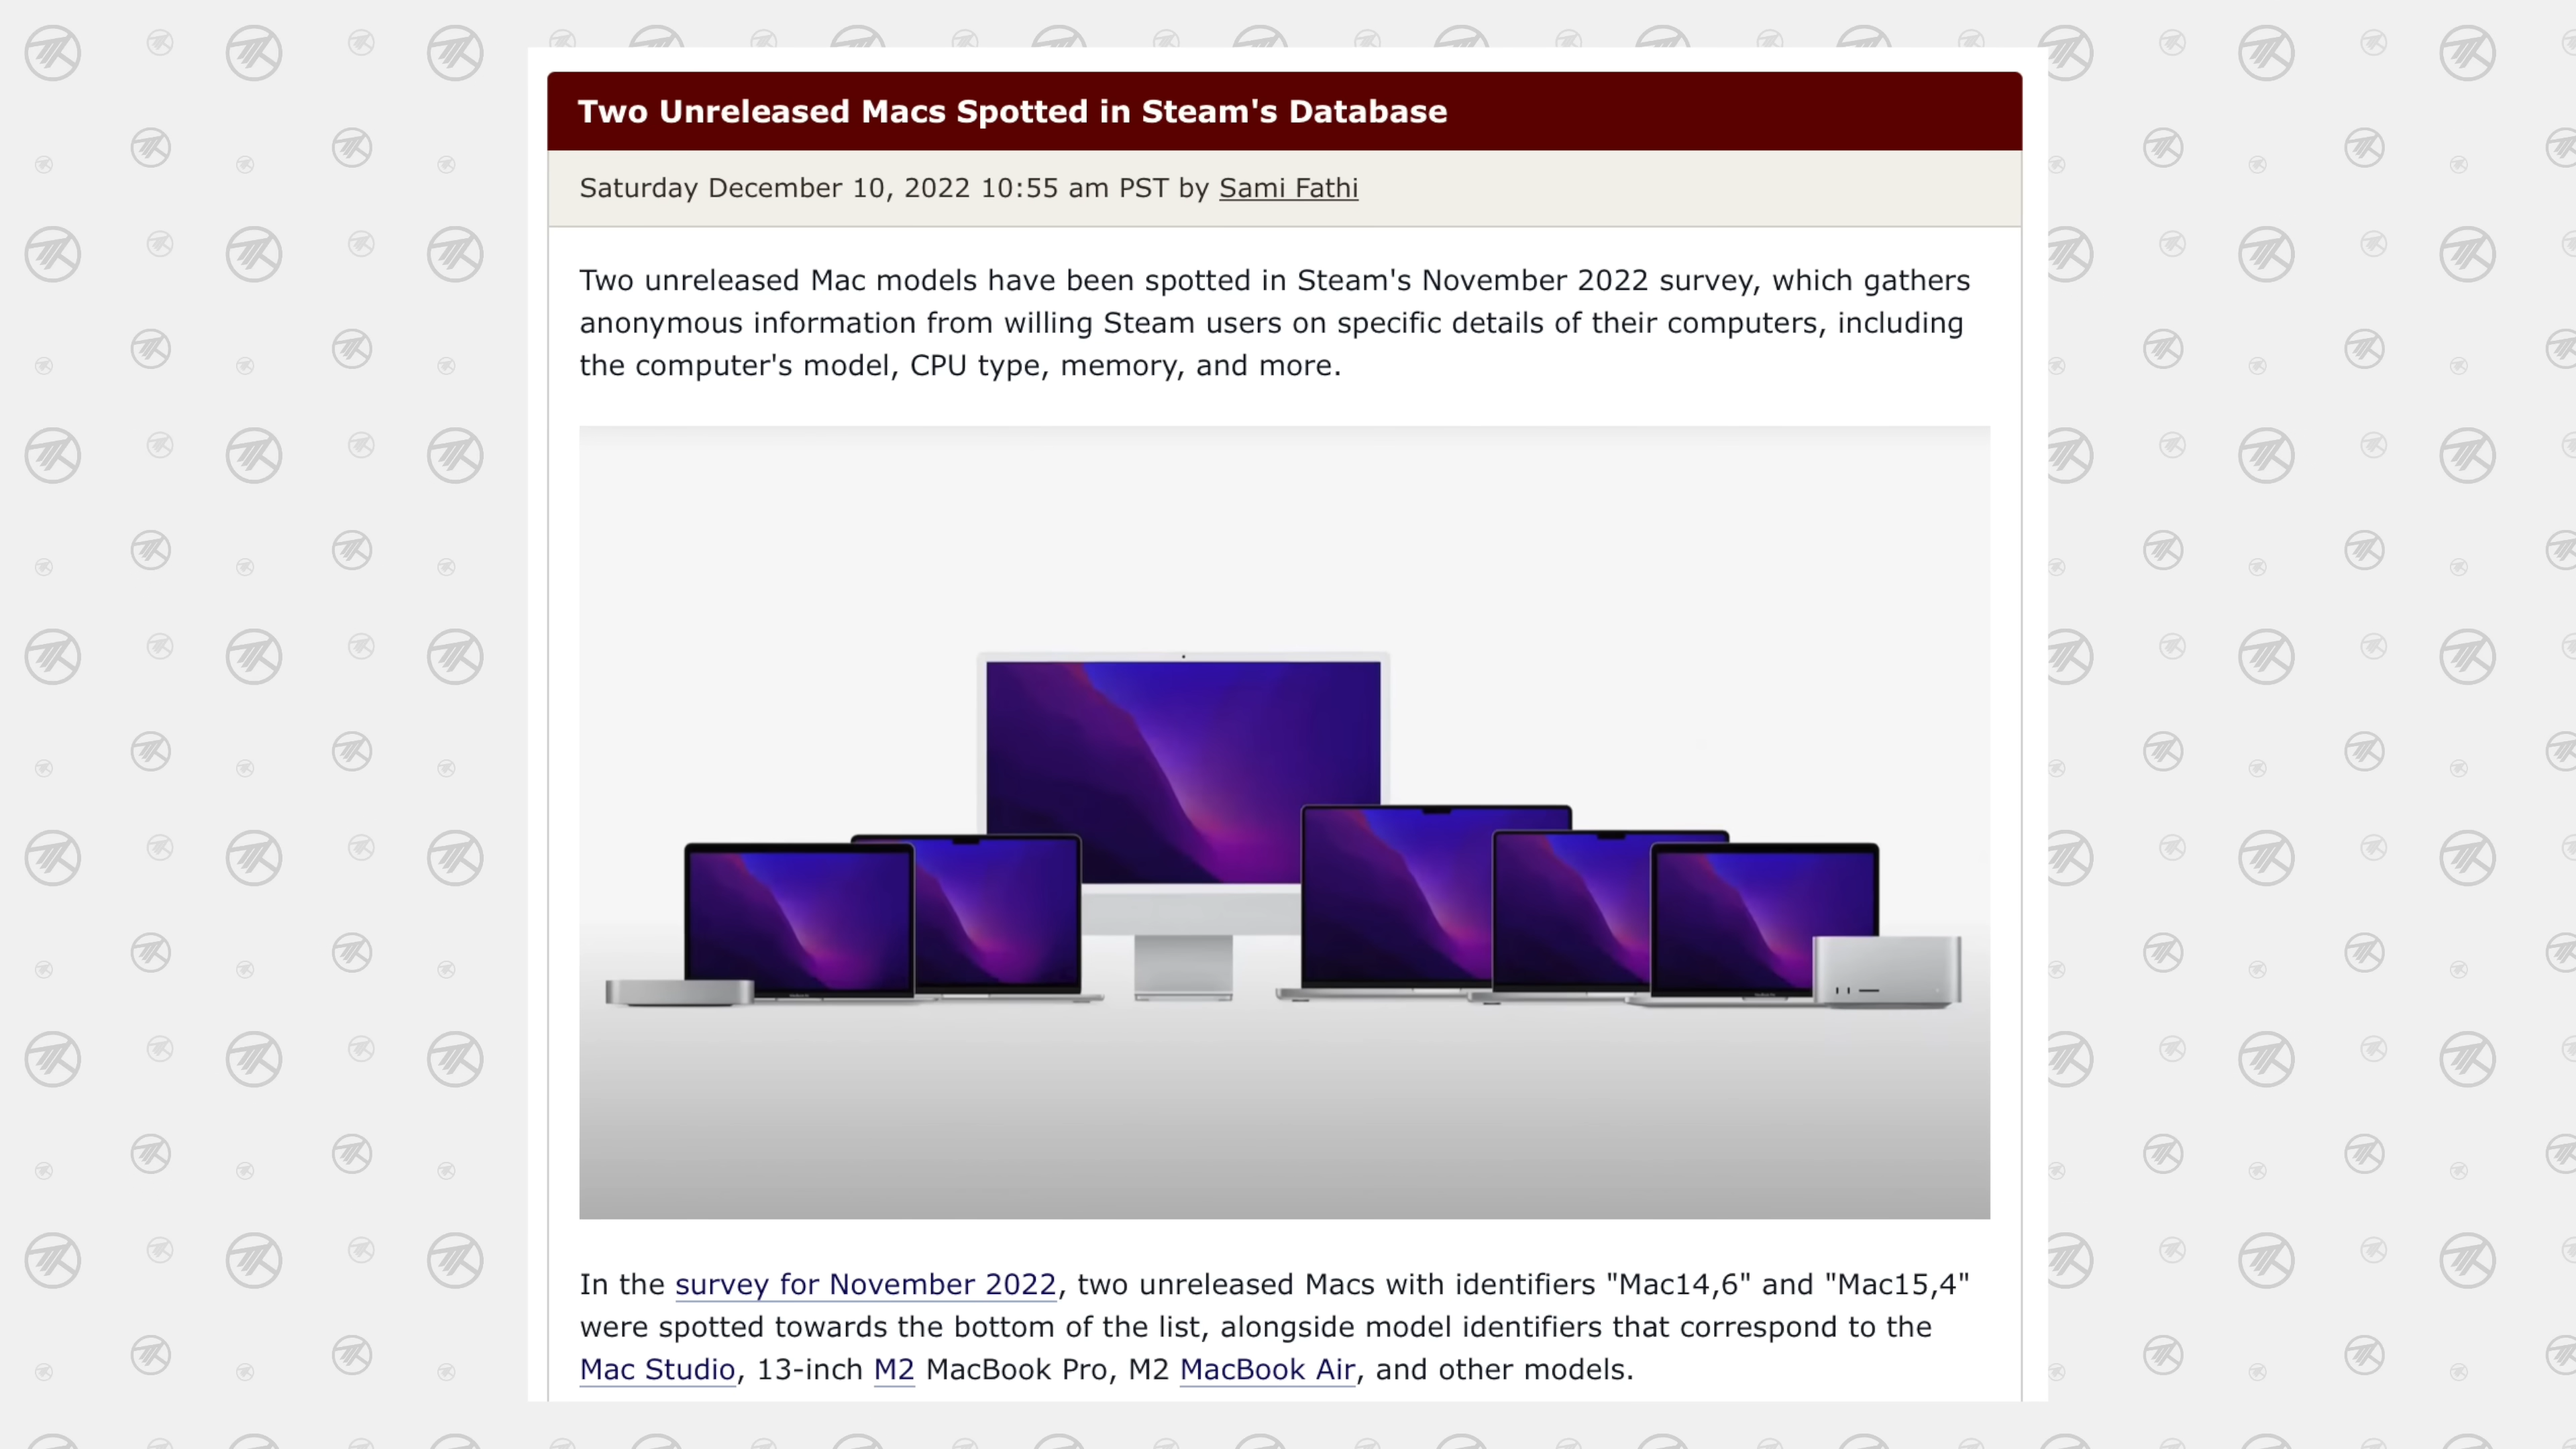 Two Unreleased Macs Spotted in Steam's Database
Saturday December 10, 2022 10:55 am PST by Sami Fathi
Two unreleased Mac models have been spotted in Steam's November 2022 survey, which gathers
anonymous information from willing Steam users on specific details of their computers, including
the computer's model, CPU type, memory, and more.
In the survey for November 2022, two unreleased Macs with identifiers "Mac14,6" and "Mac15,4"
were spotted towards the bottom of the list, alongside model identifiers that correspond to the
Mac Studio, 13-inch M2 MacBook Pro, M2 MacBook Air, and other models.